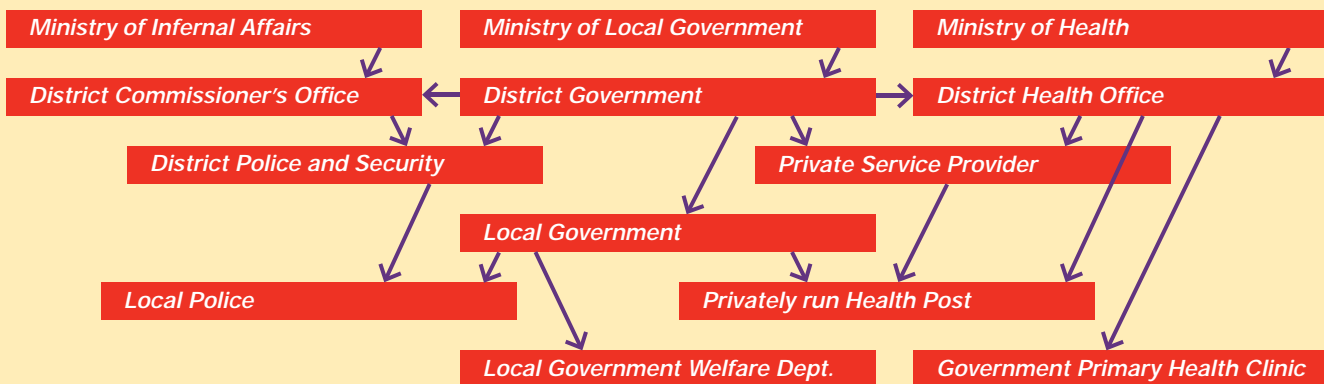 Ministry of Infernal Affairs
Ministry of Local Government
Ministry of Health
District Commissioner's Office
District Government
District Health Office
District Police and Security
Private Service Provider
Local Government
Local Police
Privately run Health Post
Local Government Welfare Dept.
Government Primary Health Clinic